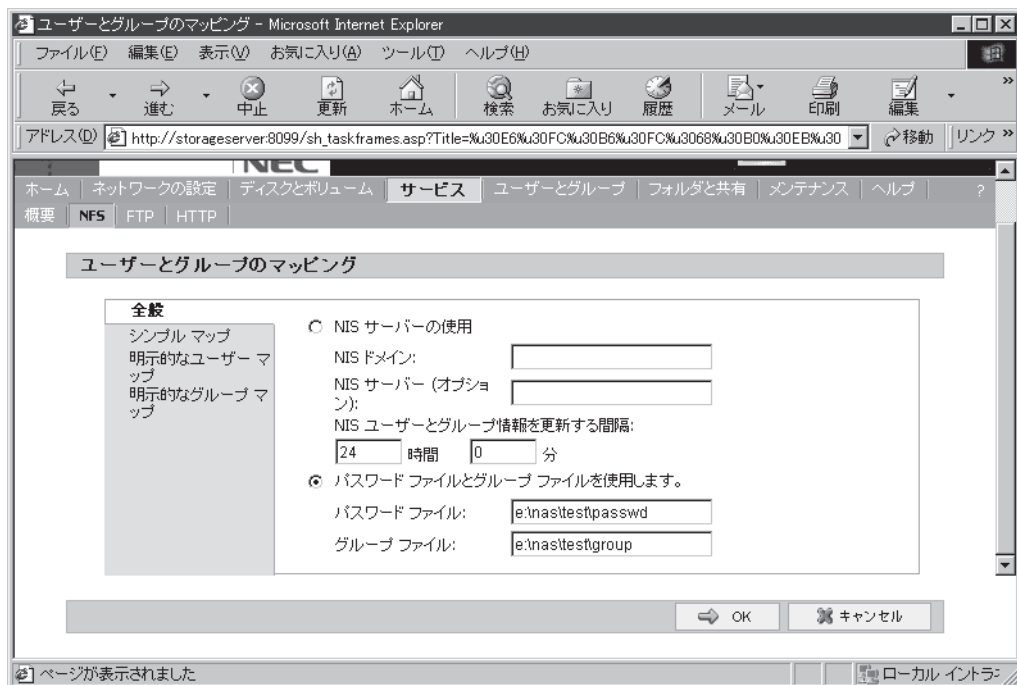 ユーザーとグループのマッピング - Microsoft Internet Explorer
ファイル(F) 編集(E) 表示(V) お気に入り(A) ツール(T) ヘルプ(H)
戻る 進む 中止 更新 ホーム 検索 お気に入り 履歴 メール 印刷 編集 »
アドレス(D) http://storageserver:8099/sh_taskframes.asp?Title=%u30E6%u30FC%u30B6%u30FC%u3068%u30B0%u30EB%u30 移動 リンク »
NEC
ホーム ネットワークの設定 ディスクとボリューム サービス ユーザーとグループ フォルダと共有 メンテナンス ヘルプ ?
概要 NFS FTP HTTP
ユーザーとグループのマッピング
全般
シンプル マップ
明示的なユーザー マ
ップ
明示的なグループ マ
ップ
NIS サーバーの使用
NIS ドメイン:
NIS サーバー (オプショ
ン):
NIS ユーザーとグループ情報を更新する間隔:
24 時間 0 分
パスワード ファイルとグループ ファイルを使用します。
パスワード ファイル: e:\nas\test\passwd
グループ ファイル: e:\nas\test\group
OK キャンセル
ページが表示されました ローカル イントラ